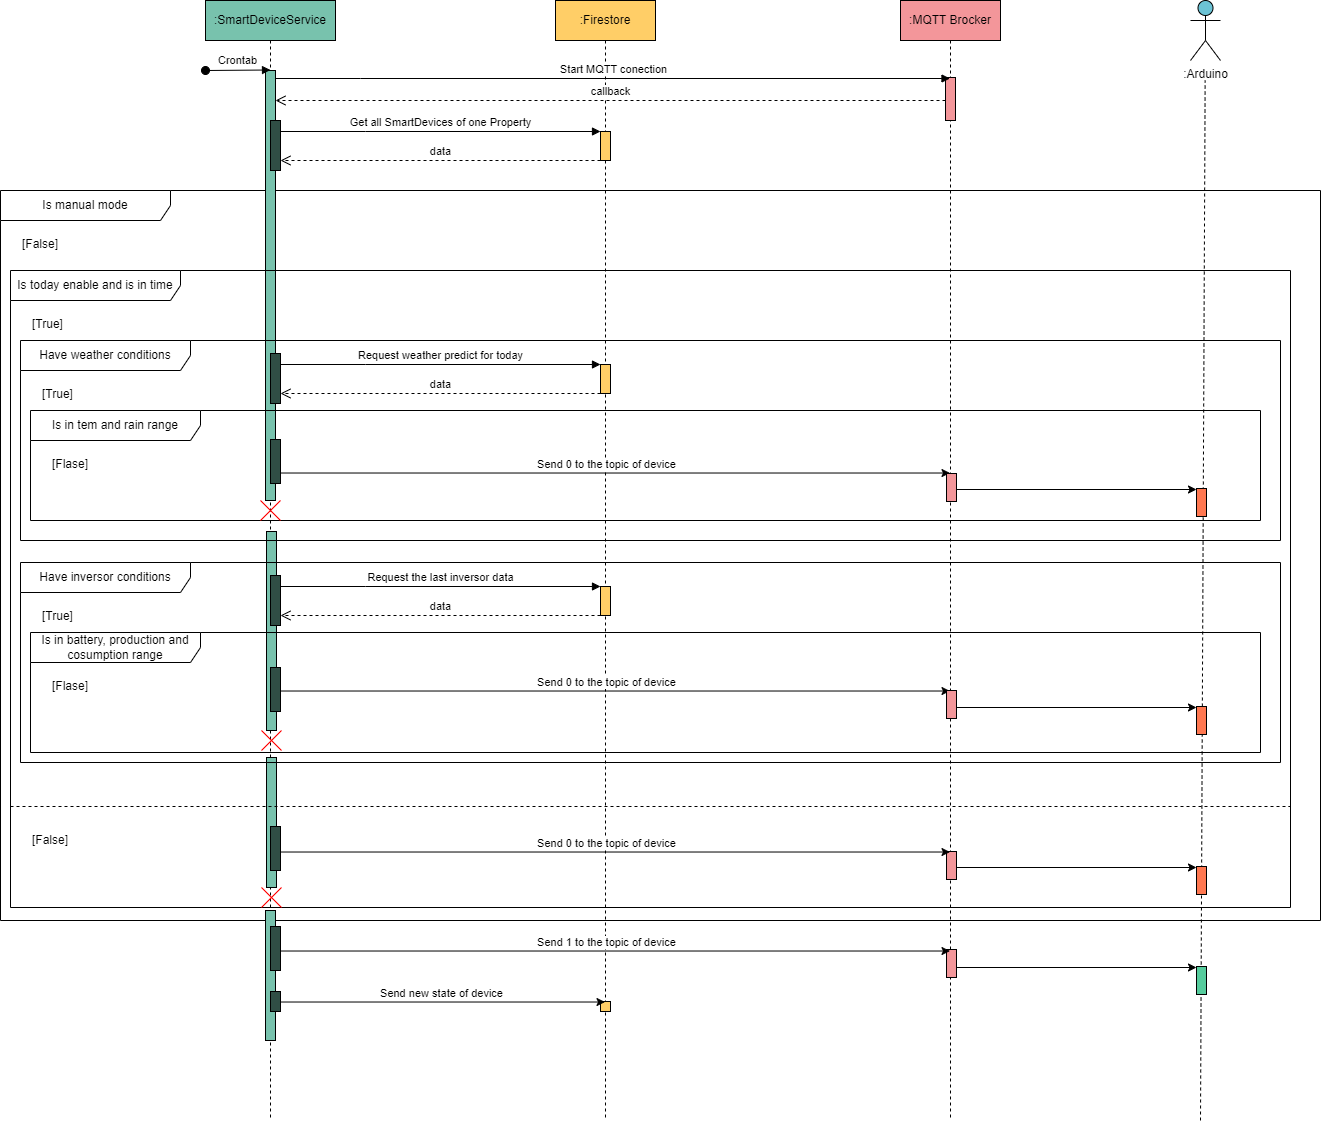 :SmartDeviceService
:Firestore
:MQTT Brocker
:Arduino
Crontab
Start MQTT conection
callback
Get all SmartDevices of one Property
data
Is manual mode
[False]
Is today enable and is in time
[True]
Have weather conditions
Request weather predict for today
data
[True]
Is in tem and rain range
[Flase]
Send 0 to the topic of device
Have inversor conditions
Request the last inversor data
data
[True]
Is in battery, production and
cosumption range
[Flase]
Send 0 to the topic of device
[False]
Send 0 to the topic of device
Send 1 to the topic of device
Send new state of device